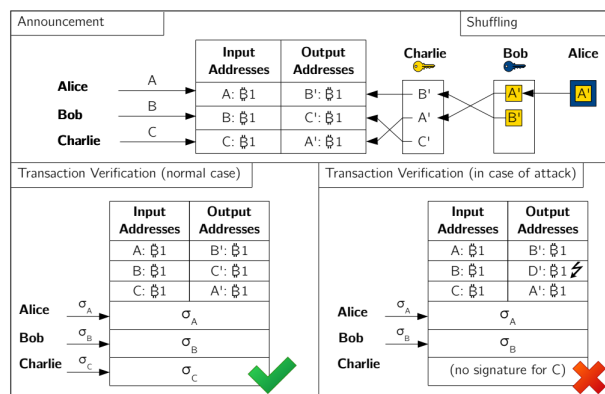 Announcement
Shuffling
Input Addresses
Output Addresses
Charlie
Bob
Alice
Alice
A
A: ₿1
B': ₿1
B'
A'
A'
Bob
B
B: ₿1
C': ₿1
A'
B'
Charlie
C
C: ₿1
A': ₿1
C'
Transaction Verification (normal case)
Input Addresses
Output Addresses
A: ₿1
B': ₿1
B: ₿1
C': ₿1
C: ₿1
A': ₿1
Alice
σA
σA
Bob
σB
σB
Charlie
σC
σC
Transaction Verification (in case of attack)
Input Addresses
Output Addresses
A: ₿1
B': ₿1
B: ₿1
D': ₿1
C: ₿1
A': ₿1
Alice
σA
σA
Bob
σB
σB
Charlie
(no signature for C)